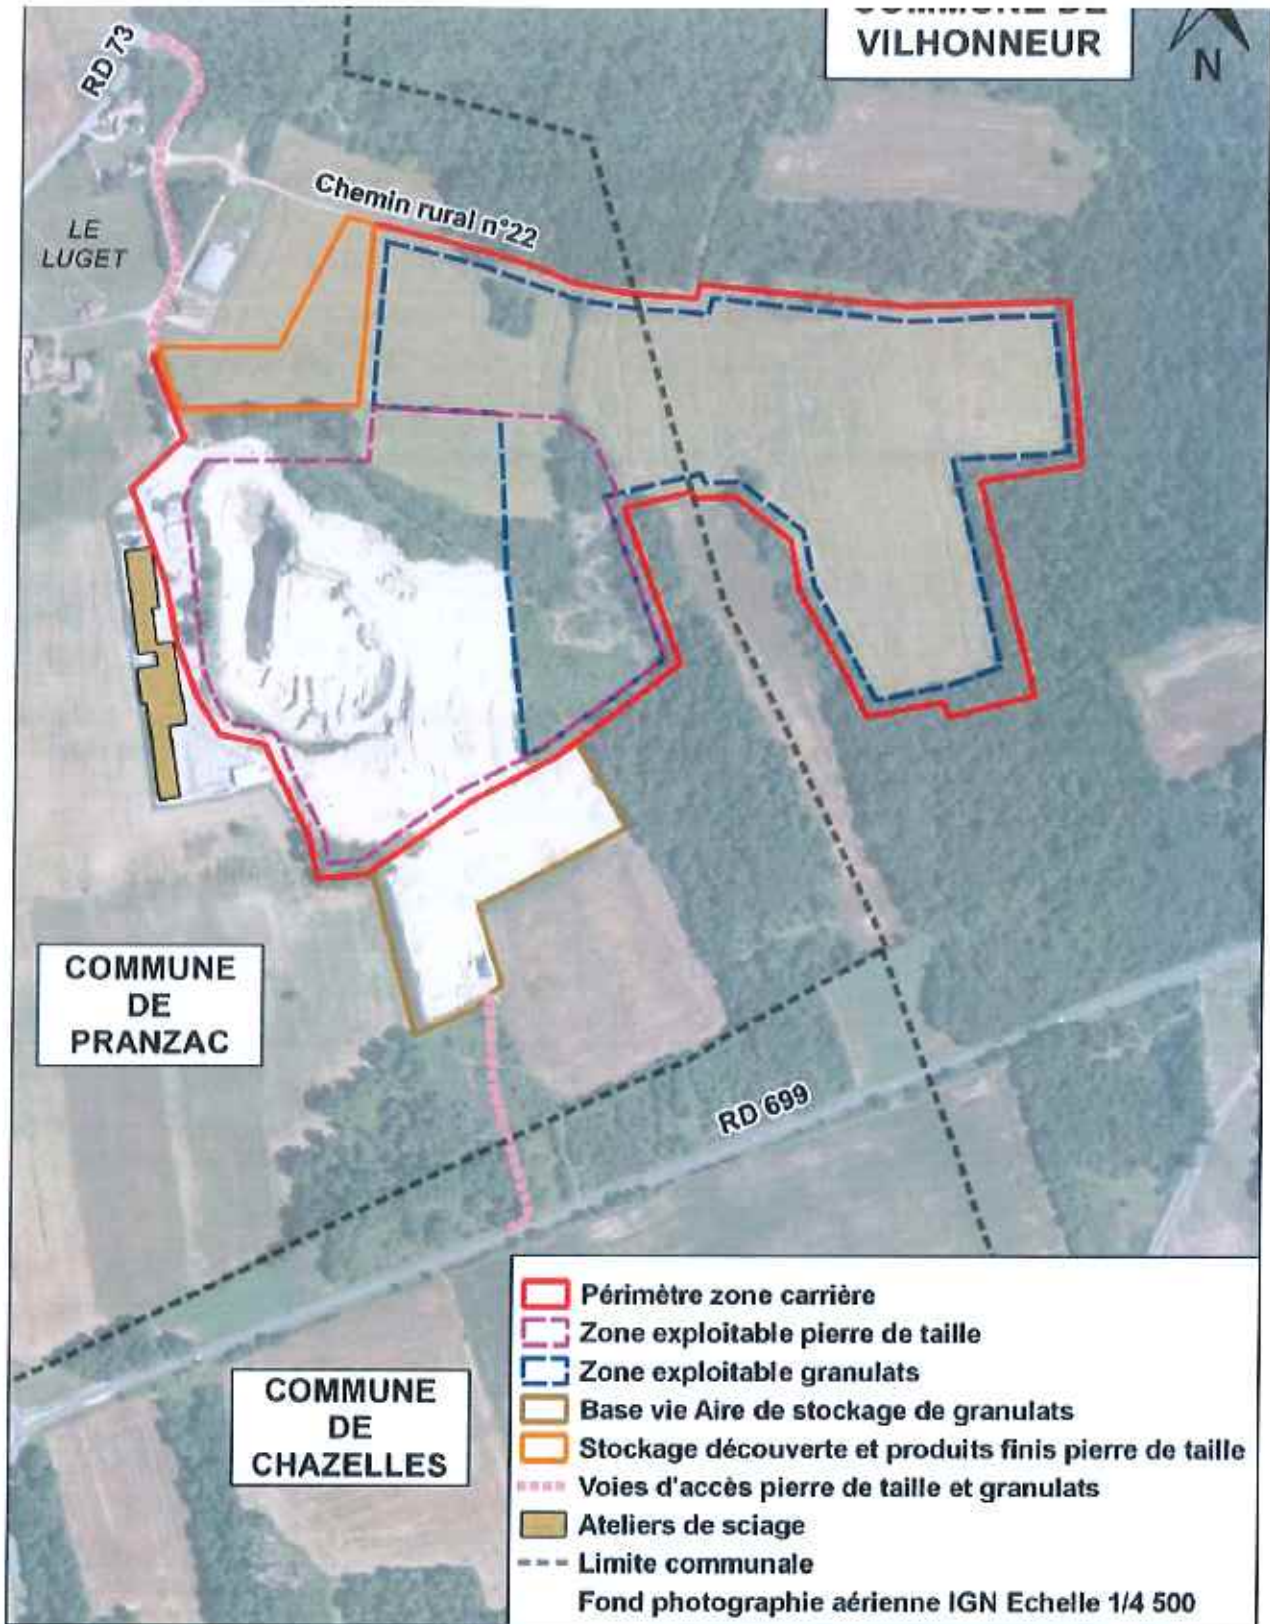 COMMUNE DE
VILHONNEUR
N
RD 73
Chemin rural n°22
LE
LUGET
COMMUNE
DE
PRANZAC
RD 699
COMMUNE
DE
CHAZELLES
Périmètre zone carrière
Zone exploitable pierre de taille
Zone exploitable granulats
Base vie Aire de stockage de granulats
Stockage découverte et produits finis pierre de taille
Voies d'accès pierre de taille et granulats
Ateliers de sciage
Limite communale
Fond photographie aérienne IGN Echelle 1/4 500